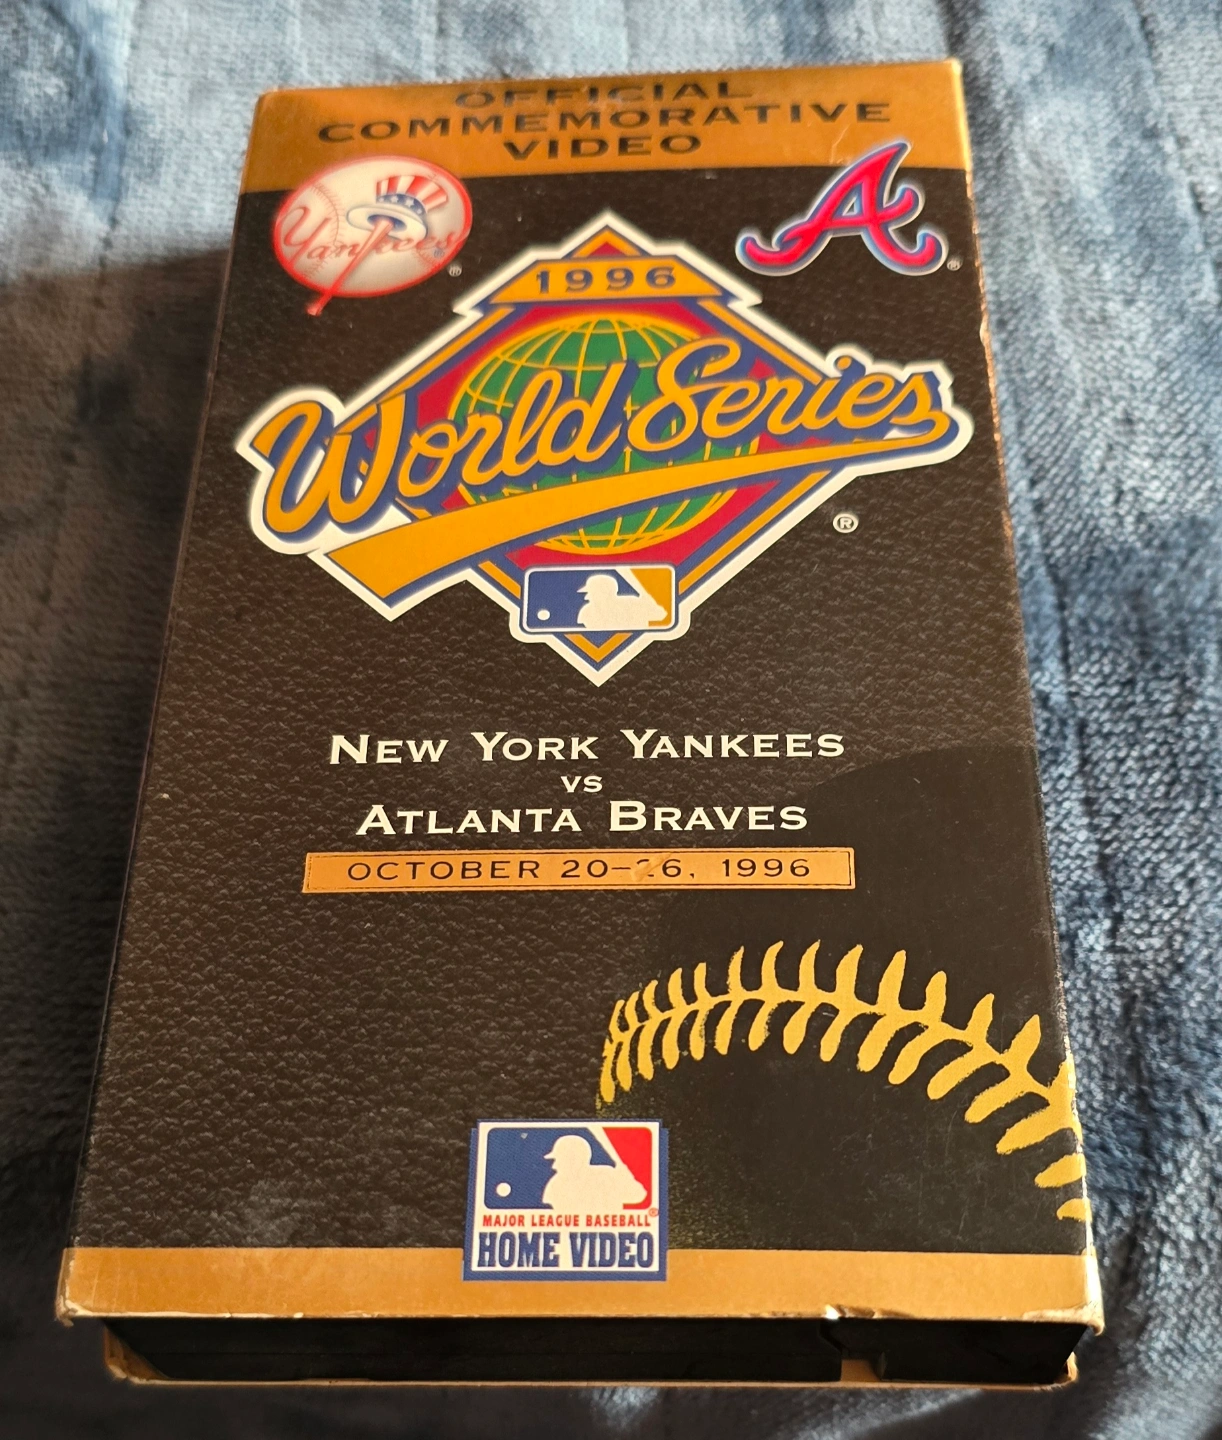 OFFICIAL
COMMEMORATIVE
VIDEO
Yankees
®
A
®
1996
World Series
®
NEW YORK YANKEES
VS
ATLANTA BRAVES
OCTOBER 20–26, 1996
MAJOR LEAGUE BASEBALL®
HOME VIDEO